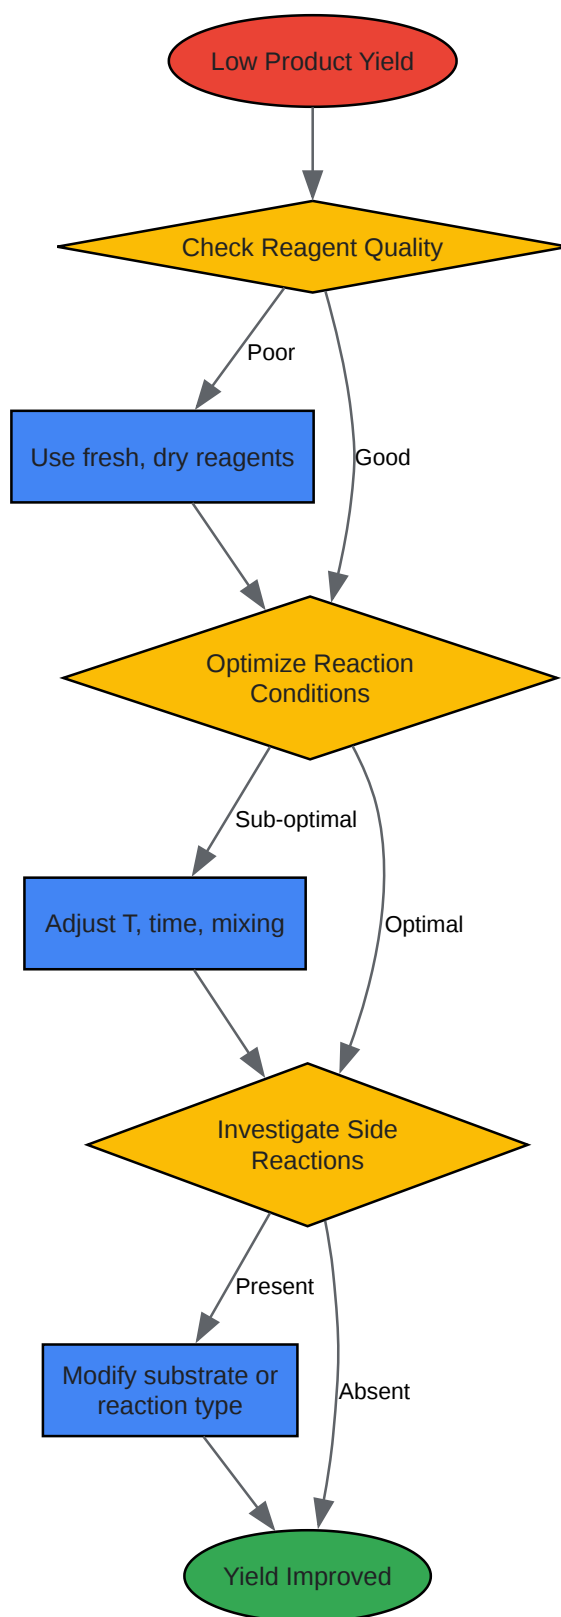 Low Product Yield
Check Reagent Quality
Poor
Use fresh, dry reagents
Good
Optimize Reaction
Conditions
Sub-optimal
Adjust T, time, mixing
Optimal
Investigate Side
Reactions
Present
Modify substrate or
reaction type
Absent
Yield Improved